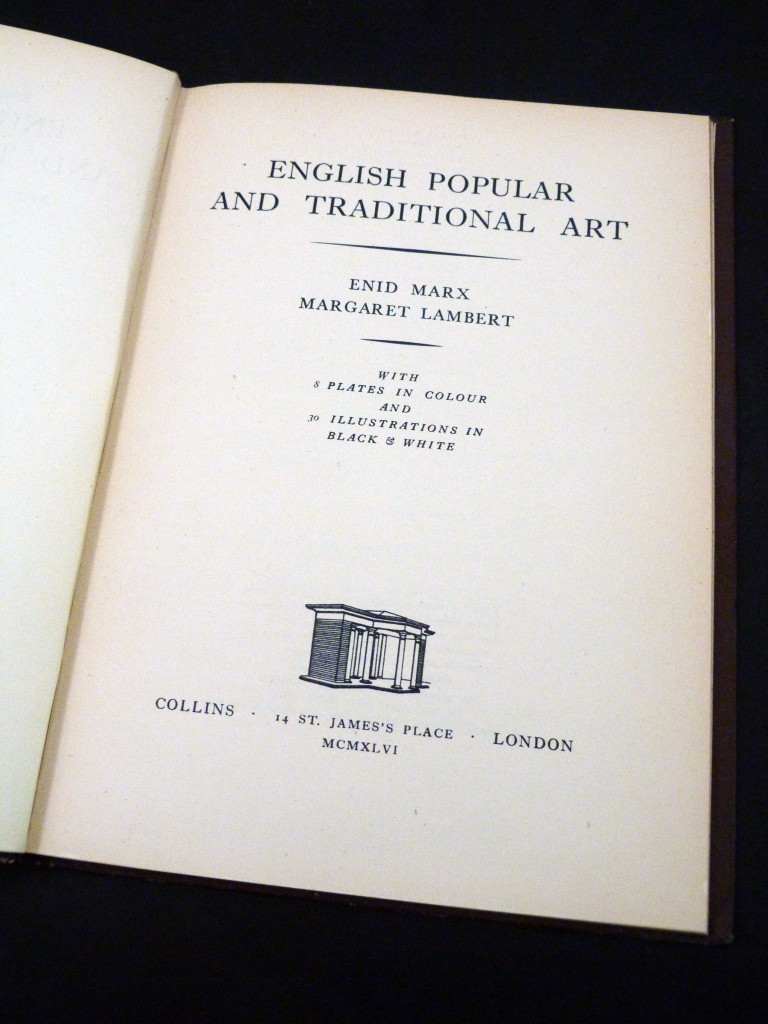 ENGLISH POPULAR
AND TRADITIONAL ART
ENID MARX
MARGARET LAMBERT
WITH
8 PLATES IN COLOUR
AND
30 ILLUSTRATIONS IN
BLACK & WHITE
COLLINS · 14 ST. JAMES'S PLACE · LONDON
MCMXLVI